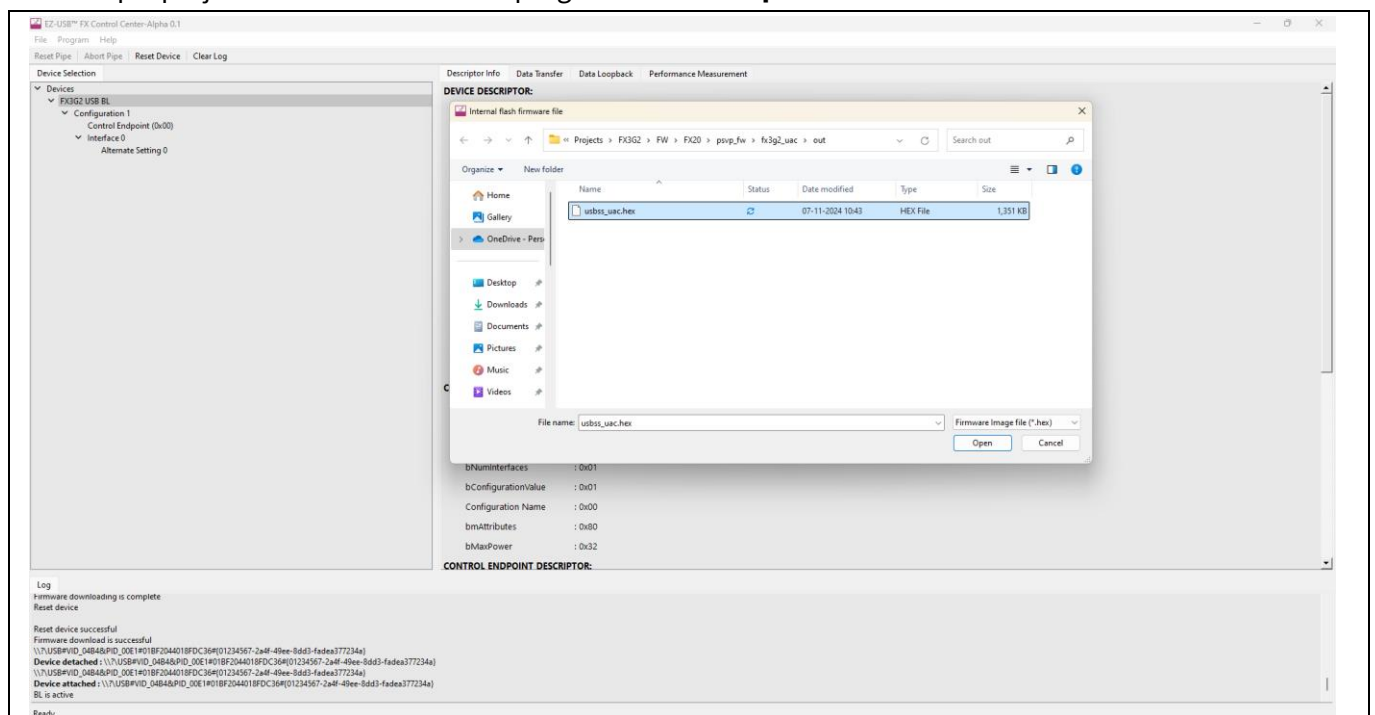 EZ-USB™ FX Control Center-Alpha 0.1
File Program Help
Reset Pipe Abort Pipe Reset Device Clear Log
Device Selection
Devices
FX3G2 USB BL
Configuration 1
Control Endpoint (0x00)
Interface 0
Alternate Setting 0
Descriptor Info Data Transfer Data Loopback Performance Measurement
DEVICE DESCRIPTOR:
Internal flash firmware file
« Projects > FX3G2 > FW > FX20 > psvp_fw > fx3g2_uac > out
Search out
Organize New folder
Home
Gallery
OneDrive - Pers
Desktop
Downloads
Documents
Pictures
Music
Videos
Name Status Date modified Type Size
usbss_uac.hex 07-11-2024 10:43 HEX File 1,351 KB
File name: usbss_uac.hex Firmware Image file (*.hex)
Open Cancel
C
bNumInterfaces : 0x01
bConfigurationValue : 0x01
Configuration Name : 0x00
bmAttributes : 0x80
bMaxPower : 0x32
CONTROL ENDPOINT DESCRIPTOR:
Log
Firmware downloading is complete
Reset device
Reset device successful
Firmware download is successful
\\?\USB#VID_04B4&PID_00E1#01BF2044018FDC36#{01234567-2a4f-49ee-8dd3-fadea377234a}
Device detached : \\?\USB#VID_04B4&PID_00E1#01BF2044018FDC36#{01234567-2a4f-49ee-8dd3-fadea377234a}
\\?\USB#VID_04B4&PID_00E1#01BF2044018FDC36#{01234567-2a4f-49ee-8dd3-fadea377234a}
Device attached : \\?\USB#VID_04B4&PID_00E1#01BF2044018FDC36#{01234567-2a4f-49ee-8dd3-fadea377234a}
BL is active
Ready